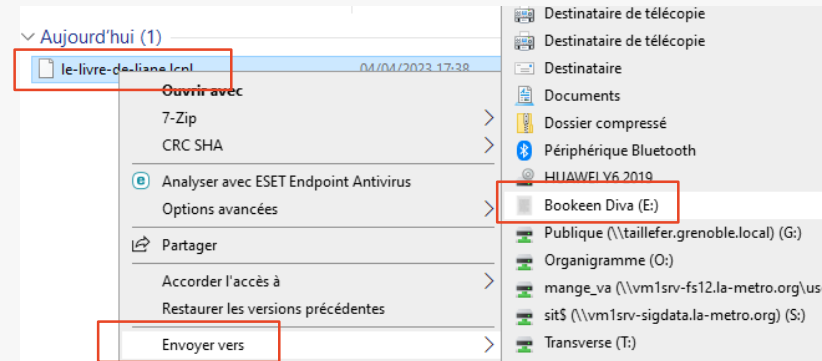 Aujourd'hui (1)
le-livre-de-liane.lcpl 04/04/2023 17:38
Ouvrir avec
7-Zip
CRC SHA
Analyser avec ESET Endpoint Antivirus
Options avancées
Partager
Accorder l'accès à
Restaurer les versions précédentes
Envoyer vers
Destinataire de télécopie
Destinataire de télécopie
Destinataire
Documents
Dossier compressé
Périphérique Bluetooth
HUAWEI Y6 2019
Bookeen Diva (E:)
Publique (\\taillefer.grenoble.local) (G:)
Organigramme (O:)
mange_va (\\vm1srv-fs12.la-metro.org\use
sit$ (\\vm1srv-sigdata.la-metro.org) (S:)
Transverse (T:)